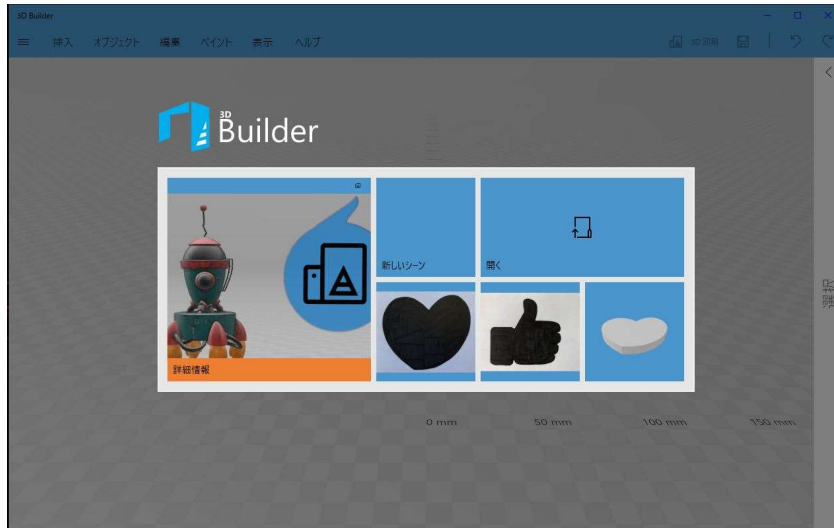 3D Builder
挿入 オブジェクト 編集 ペイント 表示 ヘルプ
3D 印刷
3D
Builder
新しいシーン
開く
詳細情報
0 mm 50 mm 100 mm 150 mm